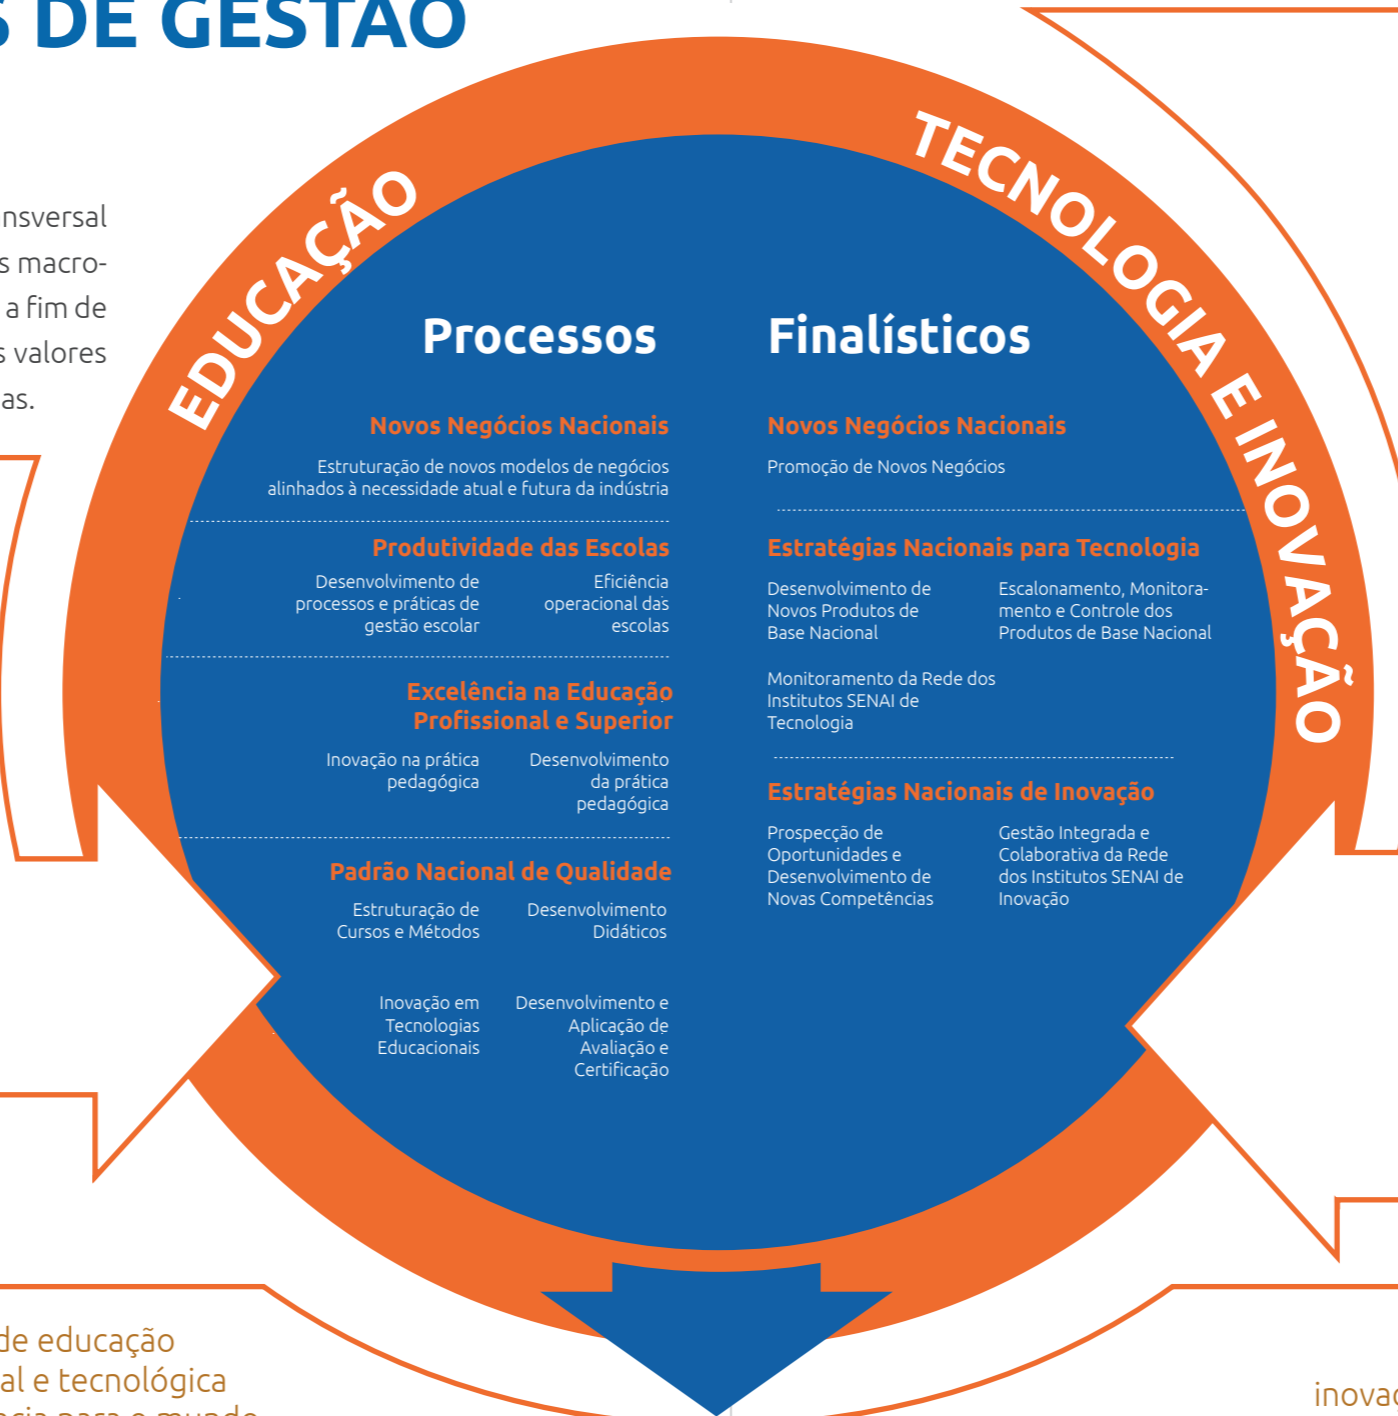 S DE GESTÃO
nsversal
s macro-
a fim de
s valores
as.
EDUCAÇÃO
TECNOLOGIA E INOVAÇÃO
Processos
Finalísticos
Novos Negócios Nacionais
Estruturação de novos modelos de negócios
alinhados à necessidade atual e futura da indústria
Produtividade das Escolas
Desenvolvimento de
processos e práticas de
gestão escolar
Eficiência
operacional das
escolas
Excelência na Educação
Profissional e Superior
Inovação na prática
pedagógica
Desenvolvimento
da prática
pedagógica
Padrão Nacional de Qualidade
Estruturação de
Cursos e Métodos
Desenvolvimento
Didáticos
Inovação em
Tecnologias
Educacionais
Desenvolvimento e
Aplicação de
Avaliação e
Certificação
Novos Negócios Nacionais
Promoção de Novos Negócios
Estratégias Nacionais para Tecnologia
Desenvolvimento de
Novos Produtos de
Base Nacional
Escalonamento, Monitora-
mento e Controle dos
Produtos de Base Nacional
Monitoramento da Rede dos
Institutos SENAI de
Tecnologia
Estratégias Nacionais de Inovação
Prospecção de
Oportunidades e
Desenvolvimento de
Novas Competências
Gestão Integrada e
Colaborativa da Rede
dos Institutos SENAI de
Inovação
de educação
al e tecnológica
ncia para o mundo
inovaç